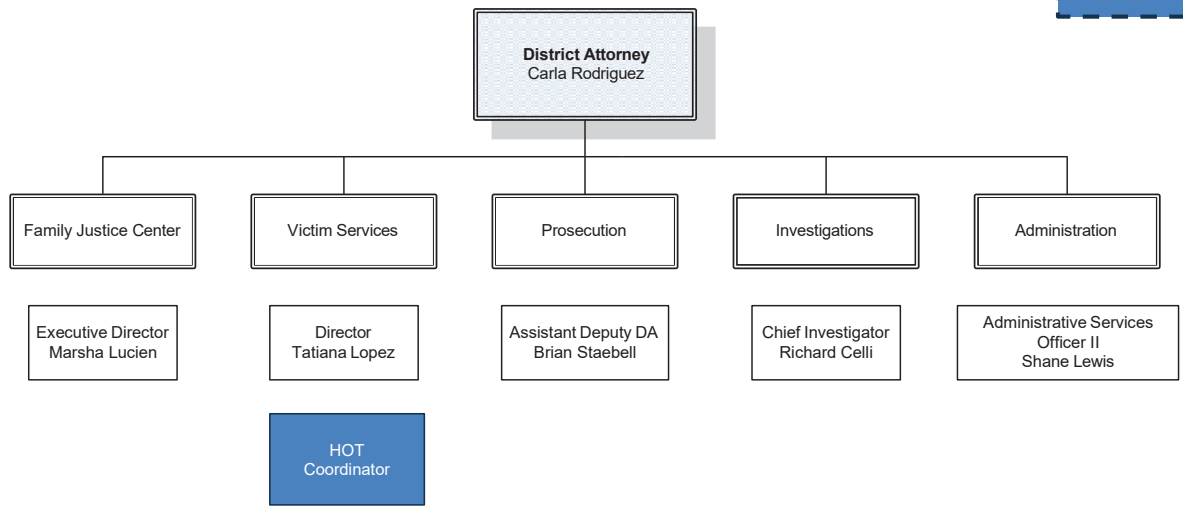 District Attorney
Carla Rodriguez
Family Justice Center
Victim Services
Prosecution
Investigations
Administration
Executive Director
Marsha Lucien
Director
Tatiana Lopez
Assistant Deputy DA
Brian Staebell
Chief Investigator
Richard Celli
Administrative Services
Officer II
Shane Lewis
HOT
Coordinator